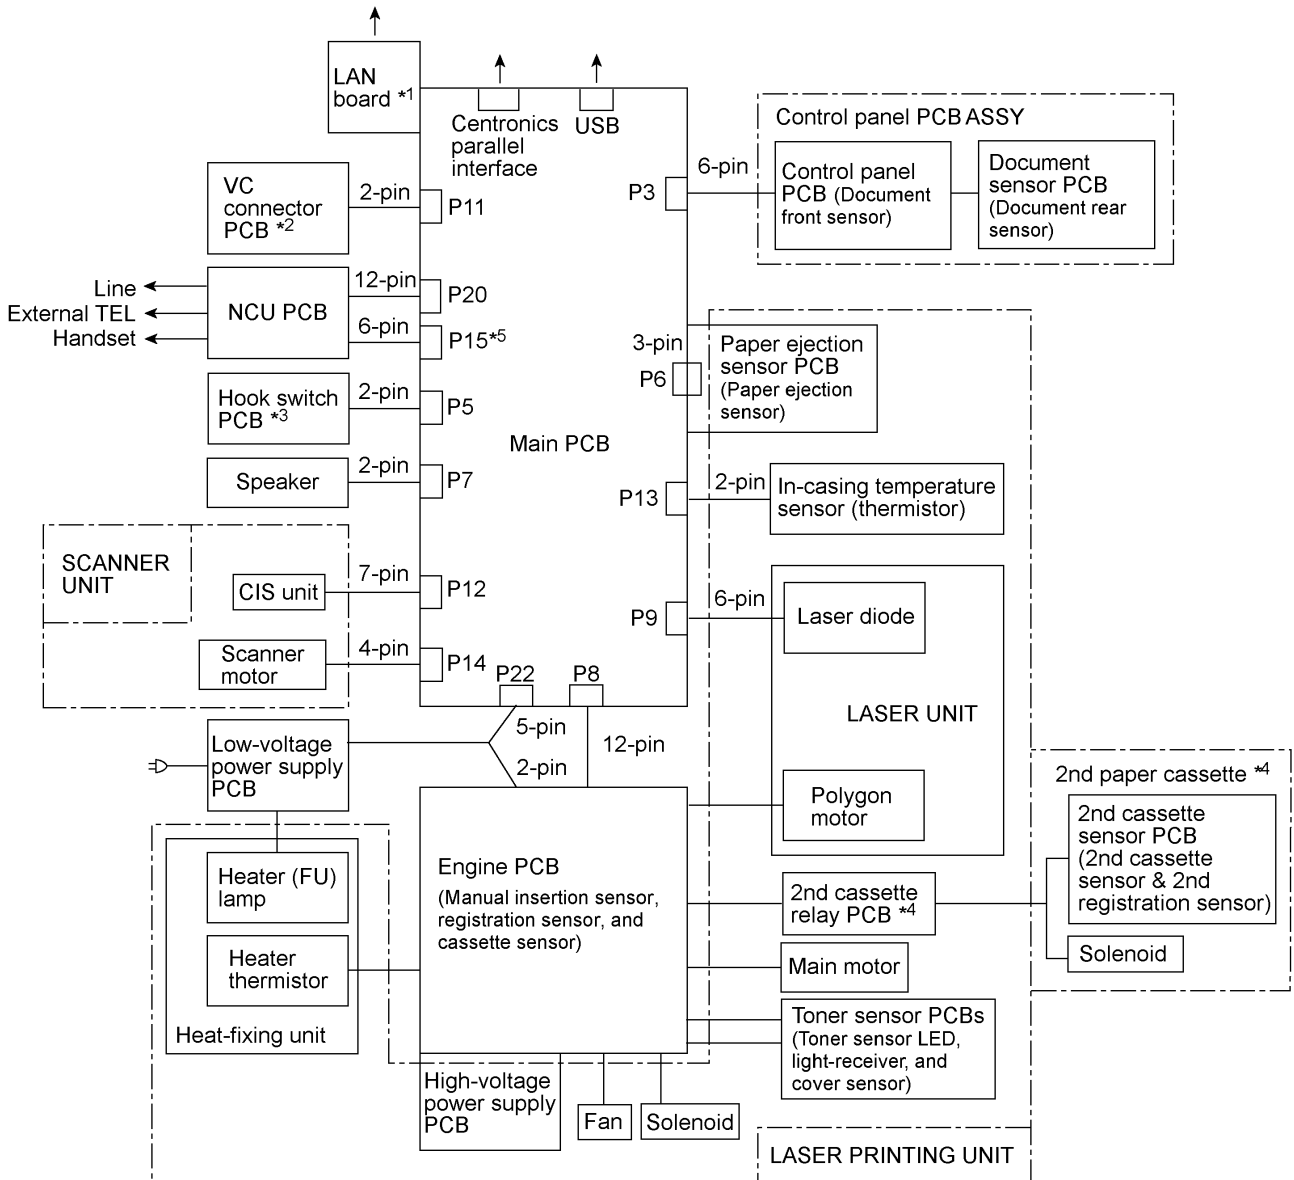 LAN
board *1
Centronics
parallel
interface
USB
Control panel PCB ASSY
6-pin
P3
Control panel
PCB (Document
front sensor)
Document
sensor PCB
(Document rear
sensor)
VC
connector
PCB *2
2-pin
P11
Line
External TEL
Handset
NCU PCB
12-pin
P20
6-pin
P15*5
Hook switch
PCB *3
2-pin
P5
Speaker
2-pin
P7
Main PCB
3-pin
P6
Paper ejection
sensor PCB
(Paper ejection
sensor)
P13
2-pin
In-casing temperature
sensor (thermistor)
SCANNER
UNIT
CIS unit
7-pin
P12
Scanner
motor
4-pin
P14
P9
6-pin
Laser diode
LASER UNIT
Polygon
motor
P22
P8
5-pin
2-pin
12-pin
Low-voltage
power supply
PCB
Heater (FU)
lamp
Heater
thermistor
Heat-fixing unit
Engine PCB
(Manual insertion sensor,
registration sensor, and
cassette sensor)
2nd paper cassette *4
2nd cassette
sensor PCB
(2nd cassette
sensor & 2nd
registration sensor)
Solenoid
2nd cassette
relay PCB *4
Main motor
Toner sensor PCBs
(Toner sensor LED,
light-receiver, and
cover sensor)
High-voltage
power supply
PCB
Fan
Solenoid
LASER PRINTING UNIT